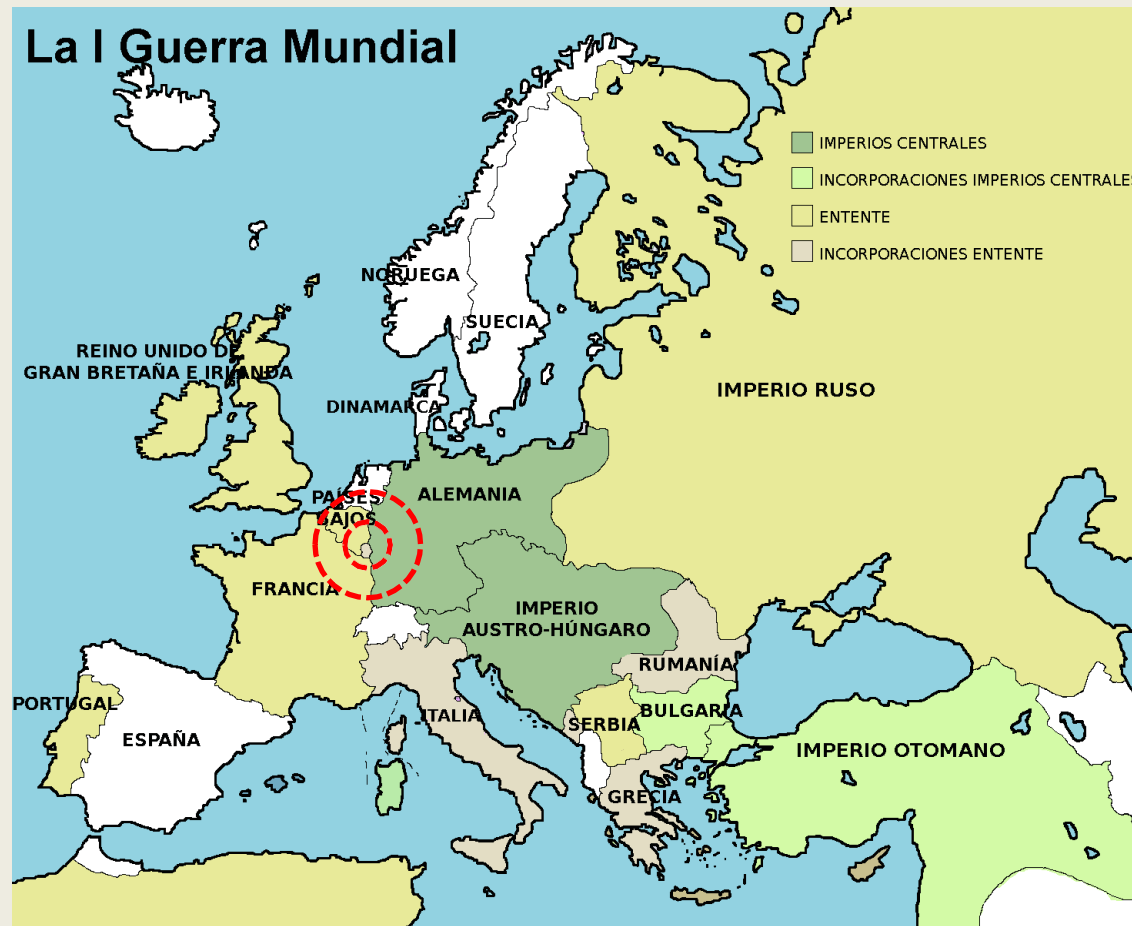 La I Guerra Mundial
IMPERIOS CENTRALES
INCORPORACIONES IMPERIOS CENTRALES
ENTENTE
INCORPORACIONES ENTENTE
NORUEGA
SUECIA
REINO UNIDO DE
GRAN BRETAÑA E IRLANDA
IMPERIO RUSO
DINAMARCA
PAÍSES
BAJOS
ALEMANIA
FRANCIA
IMPERIO
AUSTRO-HÚNGARO
RUMANÍA
PORTUGAL
ESPAÑA
ITALIA
SERBIA
BULGARIA
IMPERIO OTOMANO
GRECIA